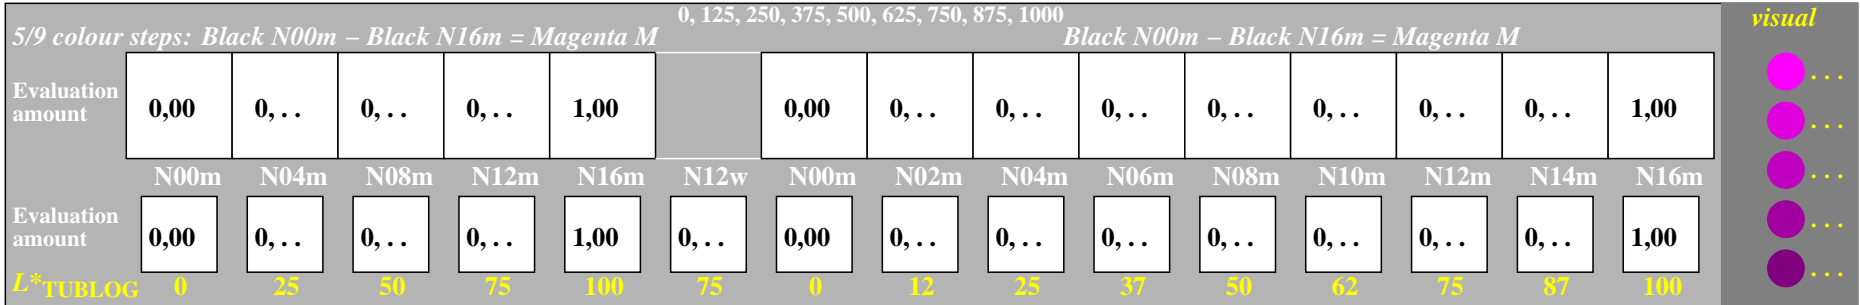 0, 125, 250, 375, 500, 625, 750, 875, 1000
visual
5/9 colour steps: Black N00m – Black N16m = Magenta M Black N00m – Black N16m = Magenta M
Evaluation
amount
0,00 0, . . 0, . . 0, . . 1,00 0,00 0, . . 0, . . 0, . . 0, . . 0, . . 0, . . 0, . . 1,00
N00m N04m N08m N12m N16m N12w N00m N02m N04m N06m N08m N10m N12m N14m N16m
Evaluation
amount
0,00 0, . . 0, . . 0, . . 1,00 0, . . 0,00 0, . . 0, . . 0, . . 0, . . 0, . . 0, . . 0, . . 1,00
L*TUBLOG 0 25 50 75 100 75 0 12 25 37 50 62 75 87 100
. . .
. . .
. . .
. . .
. . .